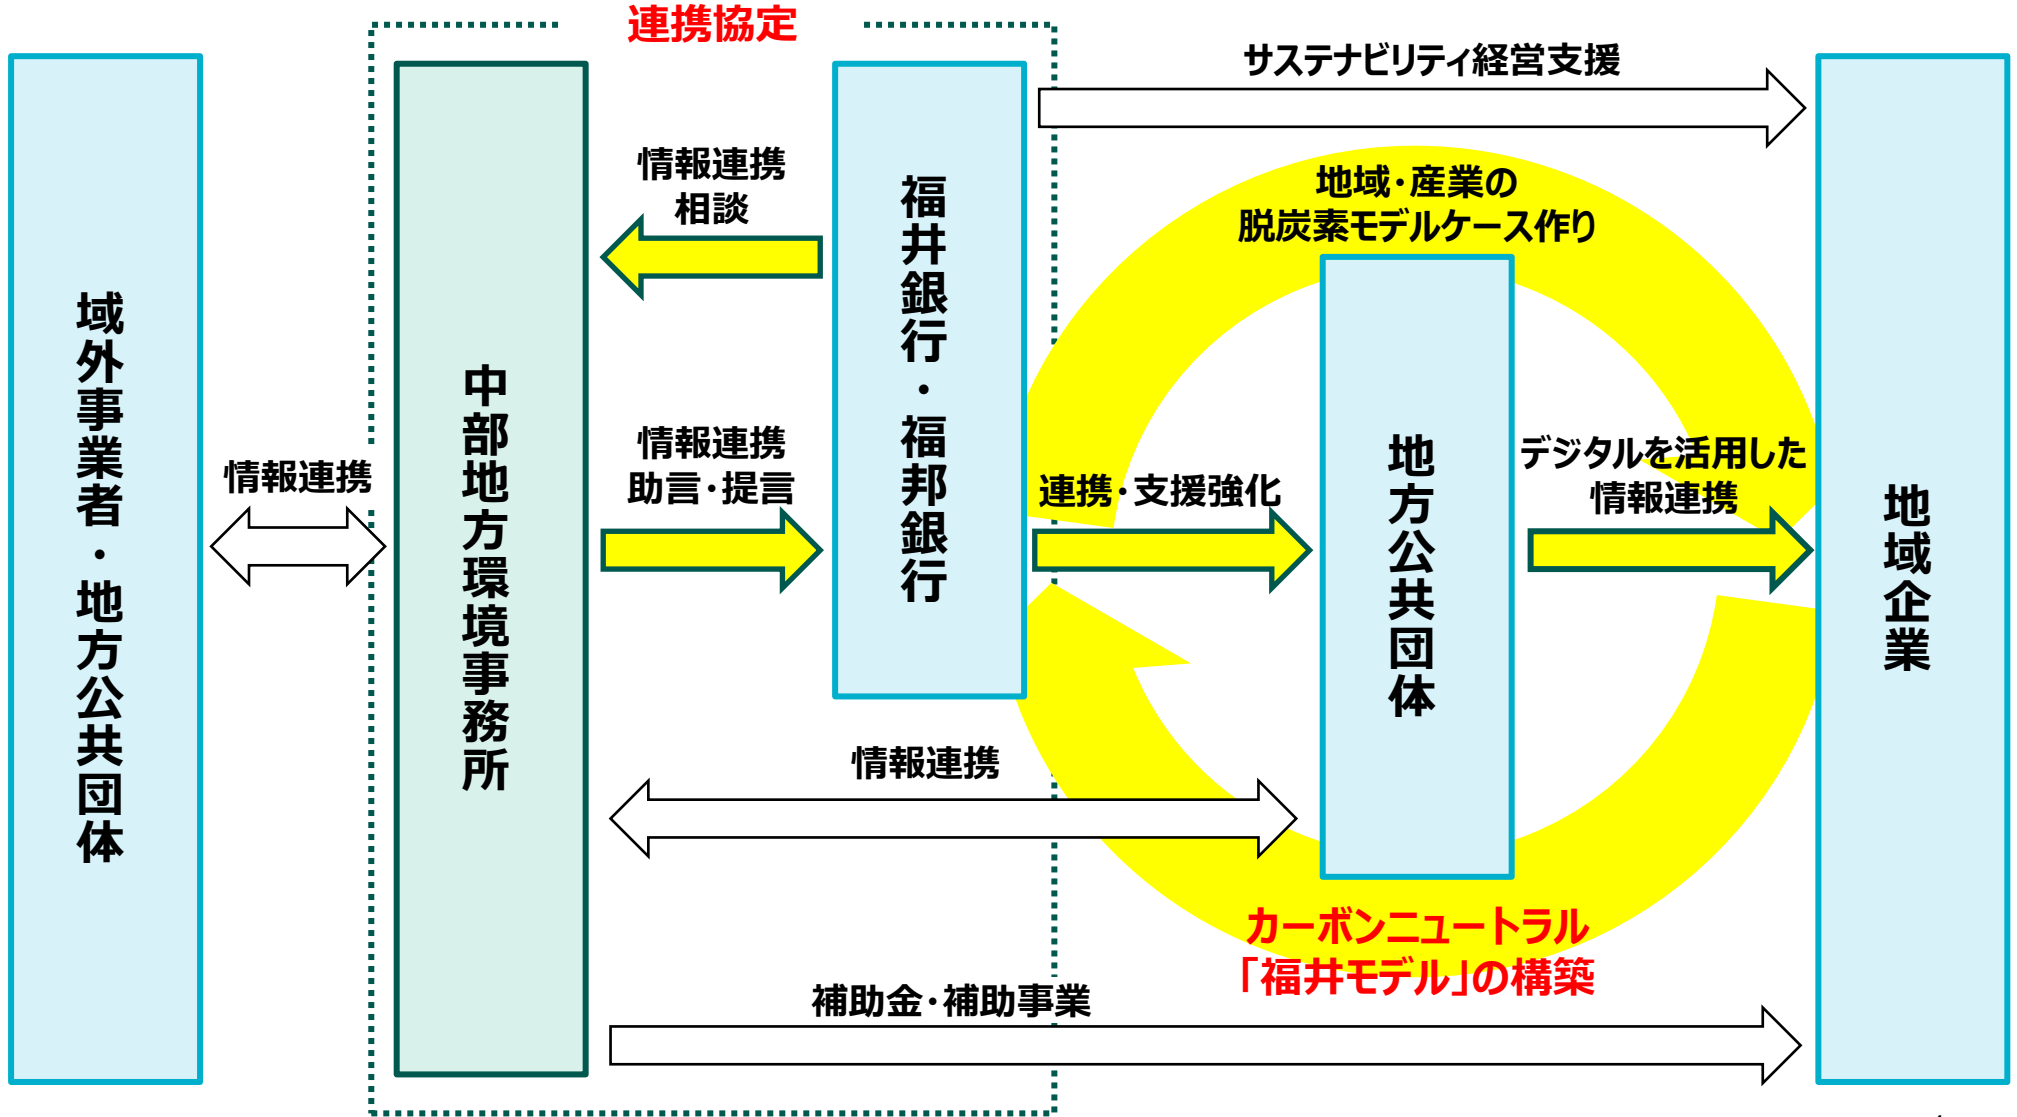 連携協定
サステナビリティ経営支援
情報連携
相談
地域・産業の
脱炭素モデルケース作り
域外事業者・地方公共団体
中部地方環境事務所
福井銀行・福邦銀行
地方公共団体
地域企業
情報連携
情報連携
助言・提言
連携・支援強化
デジタルを活用した
情報連携
情報連携
カーボンニュートラル
「福井モデル」の構築
補助金・補助事業